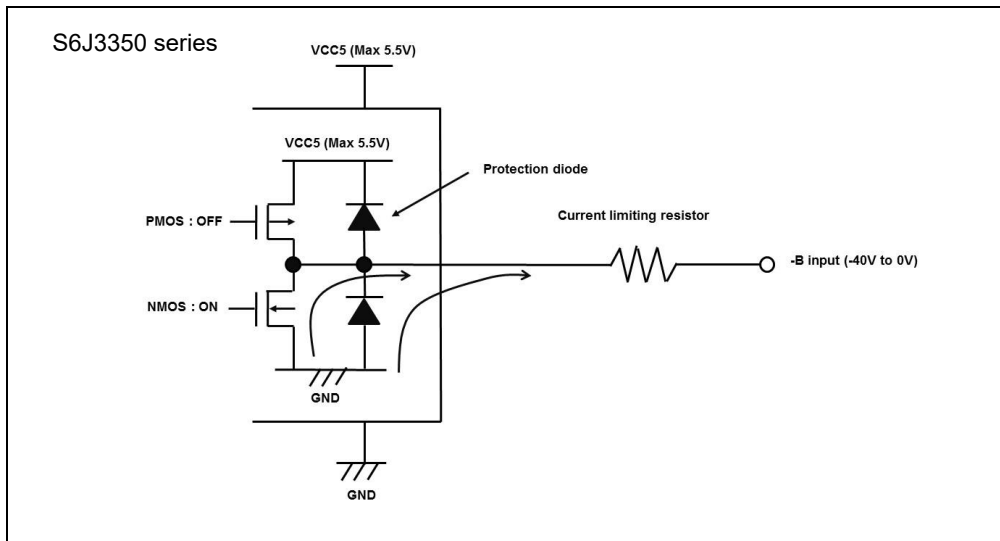 S6J3350 series
VCC5 (Max 5.5V)
VCC5 (Max 5.5V)
Protection diode
PMOS : OFF
Current limiting resistor
-B input (-40V to 0V)
NMOS : ON
GND
GND